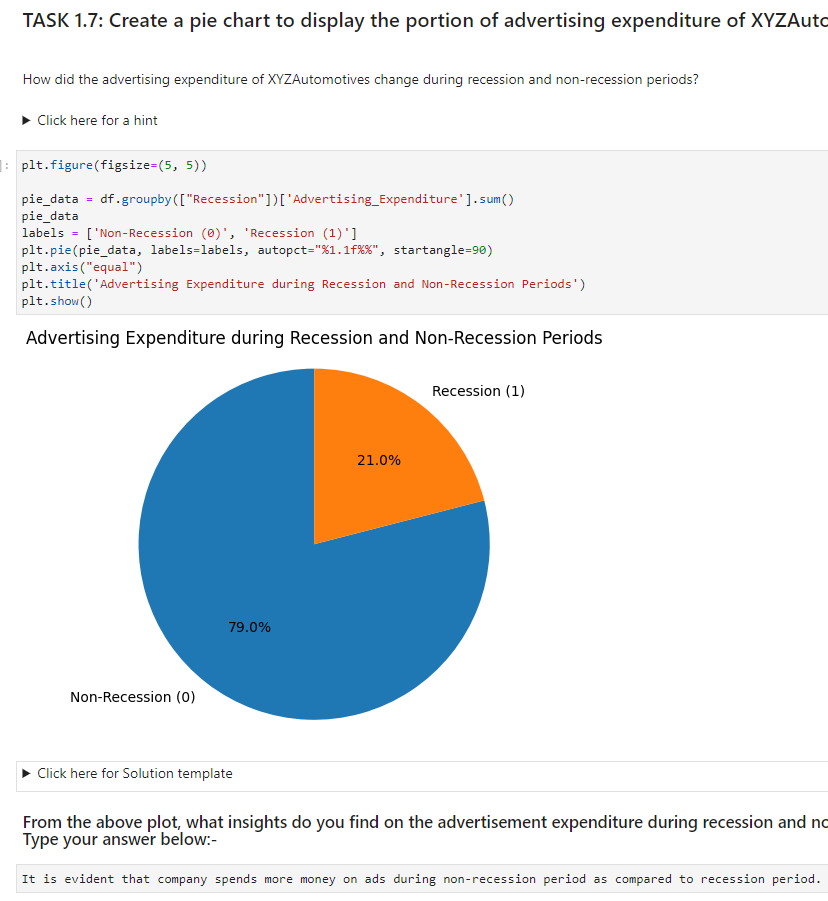 TASK 1.7: Create a pie chart to display the portion of advertising expenditure of XYZAuto
How did the advertising expenditure of XYZAutomotives change during recession and non-recession periods?
▶ Click here for a hint
]:
plt.figure(figsize=(5, 5))
pie_data = df.groupby(["Recession"])['Advertising_Expenditure'].sum()
pie_data
labels = ['Non-Recession (0)', 'Recession (1)']
plt.pie(pie_data, labels=labels, autopct="%1.1f%%", startangle=90)
plt.axis("equal")
plt.title('Advertising Expenditure during Recession and Non-Recession Periods')
plt.show()
Advertising Expenditure during Recession and Non-Recession Periods
Recession (1)
21.0%
79.0%
Non-Recession (0)
▶ Click here for Solution template
From the above plot, what insights do you find on the advertisement expenditure during recession and no
Type your answer below:-
It is evident that company spends more money on ads during non-recession period as compared to recession period.